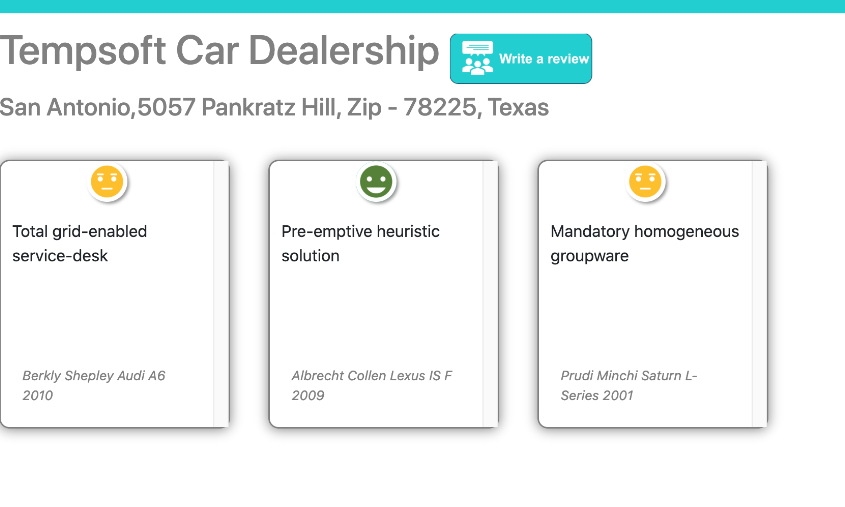 Tempsoft Car Dealership
Write a review
San Antonio,5057 Pankratz Hill, Zip - 78225, Texas
Total grid-enabled
service-desk
Berkly Shepley Audi A6
2010
Pre-emptive heuristic
solution
Albrecht Collen Lexus IS F
2009
Mandatory homogeneous
groupware
Prudi Minchi Saturn L-
Series 2001